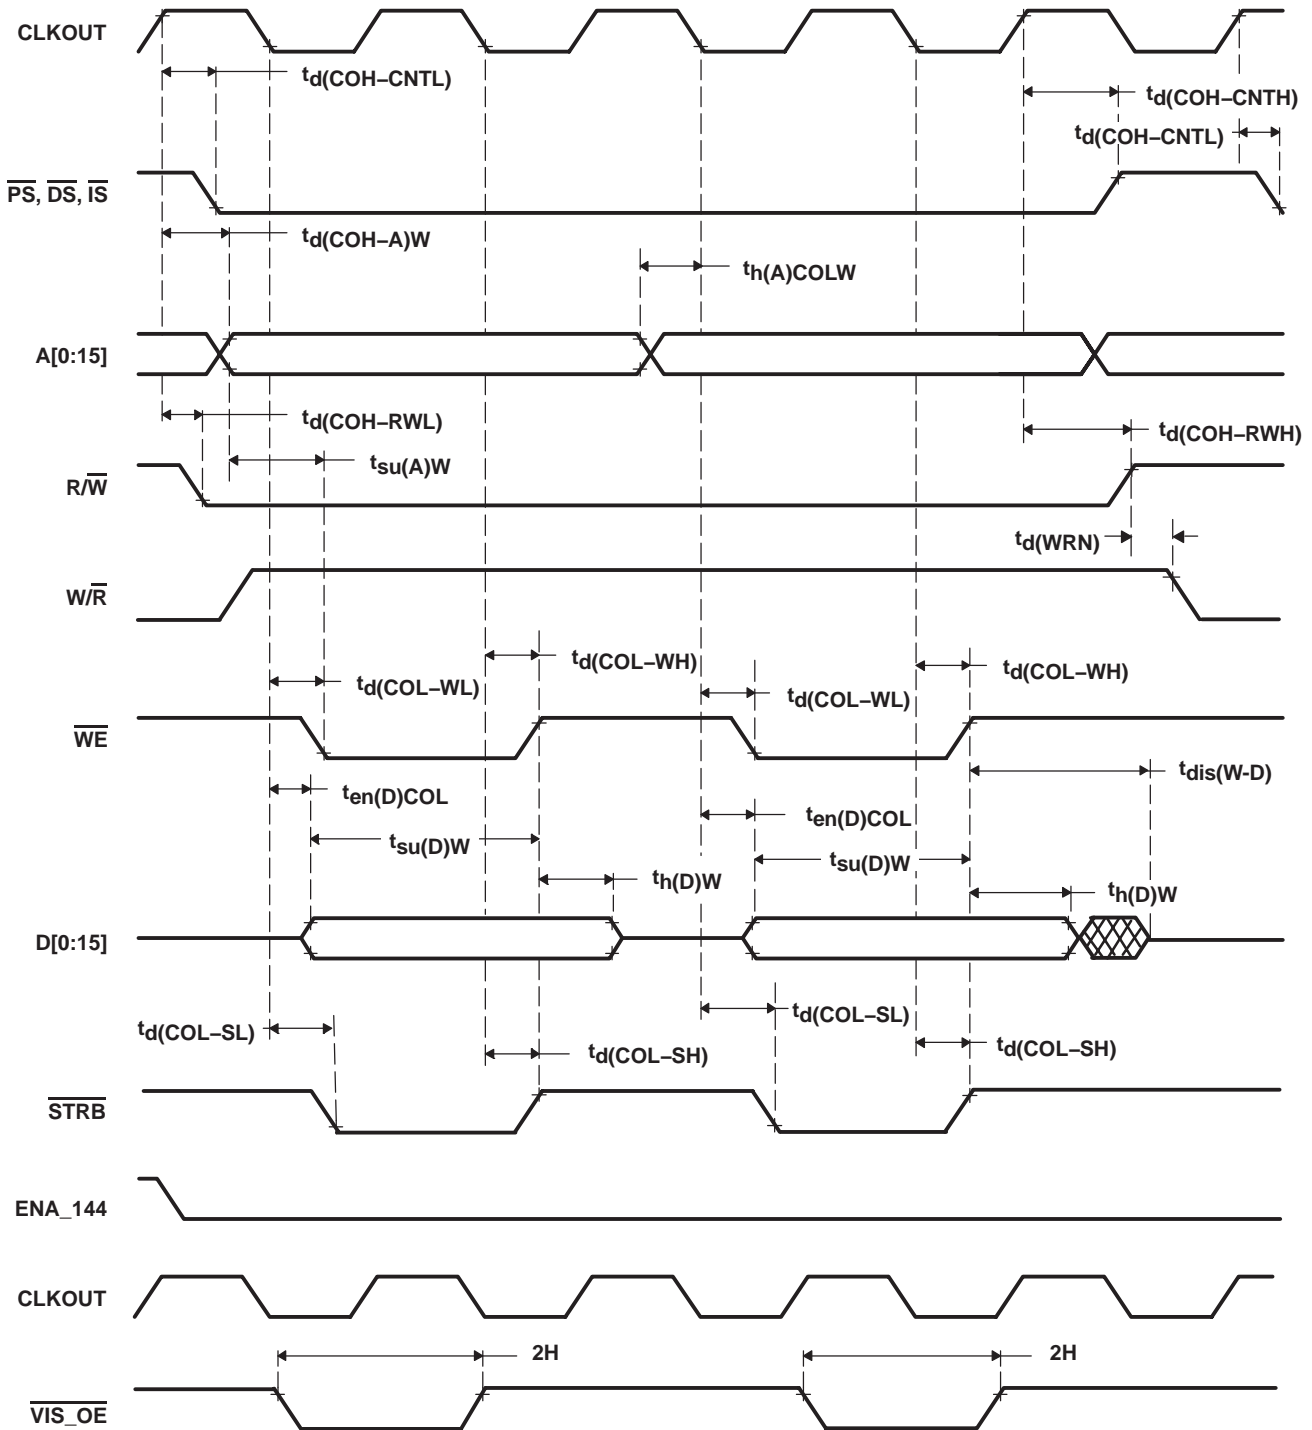 CLKOUT
td(COH–CNTL)
td(COH–CNTH)
td(COH–CNTL)
PS, DS, IS
td(COH–A)W
th(A)COLW
A[0:15]
td(COH–RWL)
td(COH–RWH)
tsu(A)W
R/W
td(WRN)
W/R
td(COL–WH)
td(COL–WH)
td(COL–WL)
td(COL–WL)
WE
tdis(W-D)
ten(D)COL
ten(D)COL
tsu(D)W
tsu(D)W
th(D)W
th(D)W
D[0:15]
td(COL–SL)
td(COL–SL)
td(COL–SH)
td(COL–SH)
STRB
ENA_144
CLKOUT
2H
2H
VIS_OE